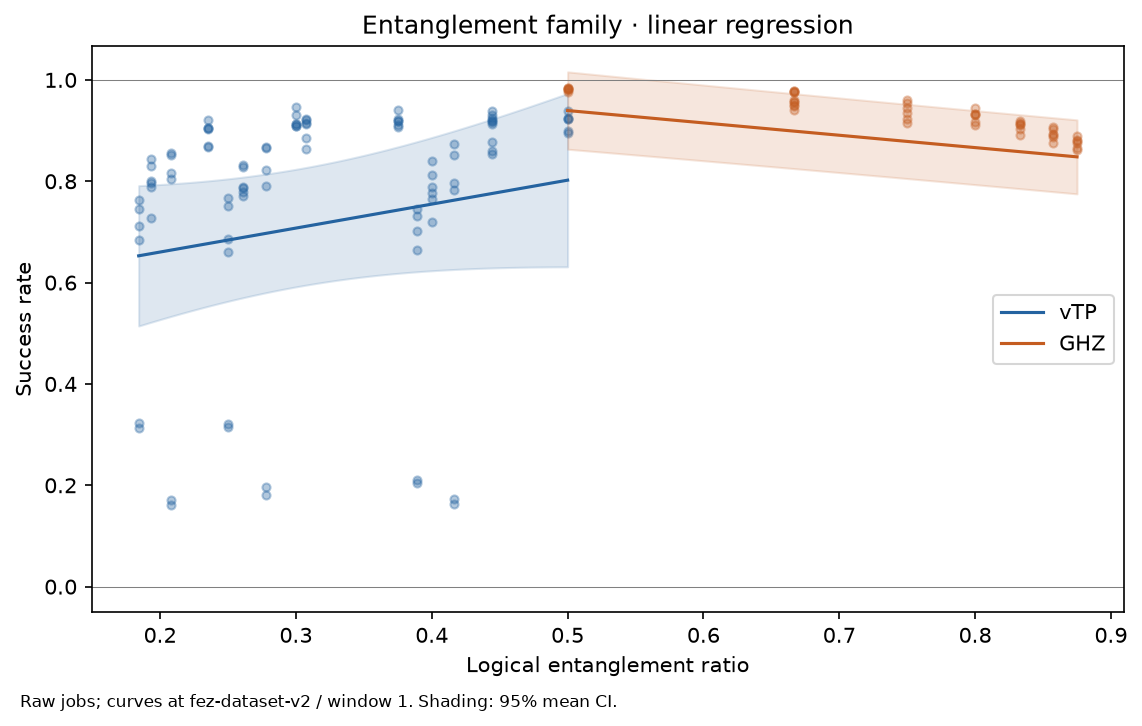 Entanglement family · linear regression
Success rate
1.0
0.8
0.6
0.4
0.2
0.0
vTP
GHZ
0.2 0.3 0.4 0.5 0.6 0.7 0.8 0.9
Logical entanglement ratio
Raw jobs; curves at fez-dataset-v2 / window 1. Shading: 95% mean CI.